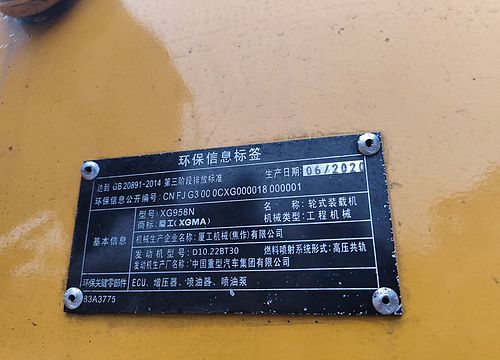 环保信息标签
达到 GB 20891-2014 第三阶段排放标准 生产日期: 06/2020
环保信息公开编号: CN FJ G3 00 0CXG000018 000001
基本信息
型号: XG958N 名称: 轮式装载机
商标: 厦工(XGMA) 机械类型: 工程机械
机械生产企业名称: 厦工机械(焦作)有限公司
发动机型号: D10.22BT30 燃料喷射系统形式: 高压共轨
发动机生产厂名称: 中国重型汽车集团有限公司
环保关键零部件 ECU、增压器、喷油器、喷油泵
83A3775